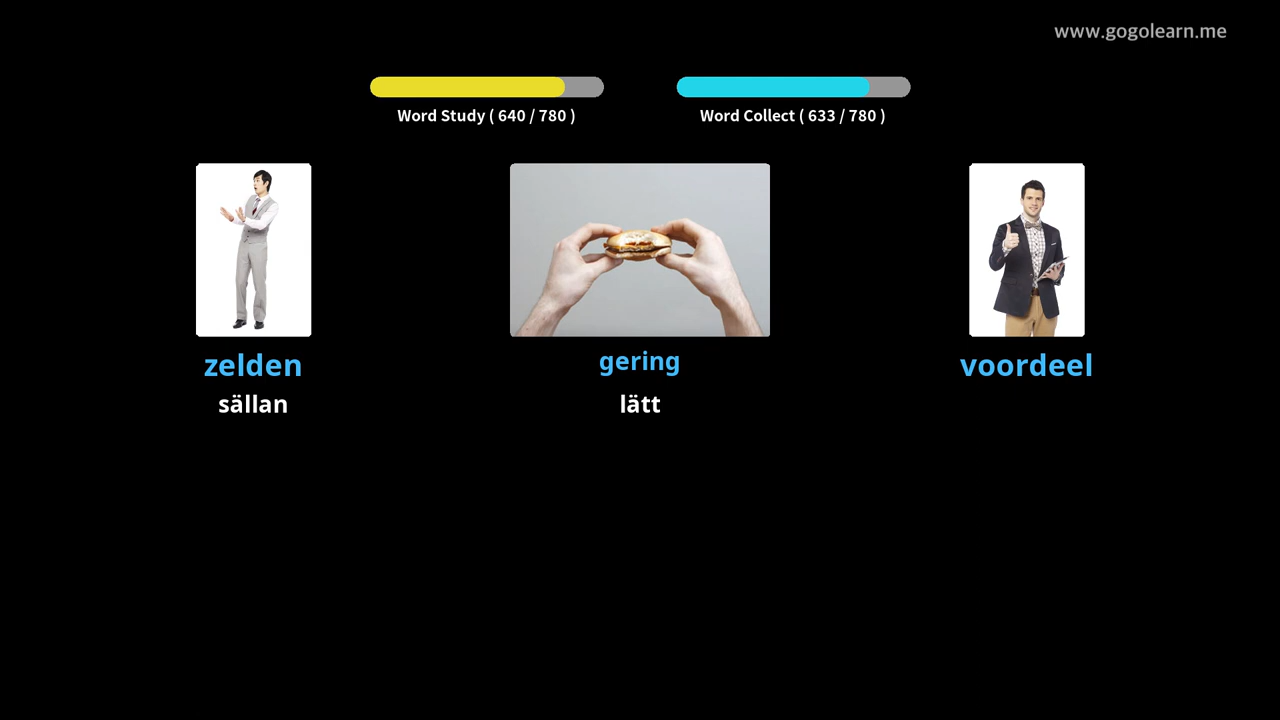 www.gogolearn.me
Word Study ( 640 / 780 )
Word Collect ( 633 / 780 )
zelden
sällan
gering
lätt
voordeel